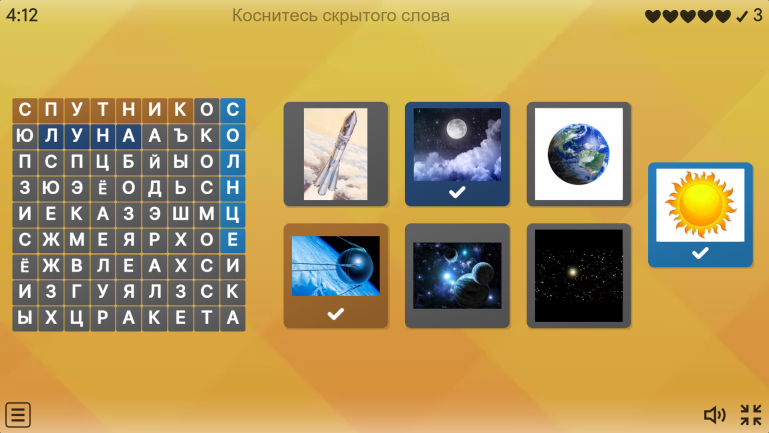 4:12
Коснитесь скрытого слова
3
С П У Т Н И К О С
Ю Л У Н А А Ъ К О
П С П Ц Б Й Ы О Л
З Ю Э Ё О Д Ь С Н
И Е К А З Э Ш М Ц
С Ж М Е Я Р Х О Е
Ё Ж В Л Е А Х С И
И З Г У Я Л З С К
Ы Х Ц Р А К Е Т А